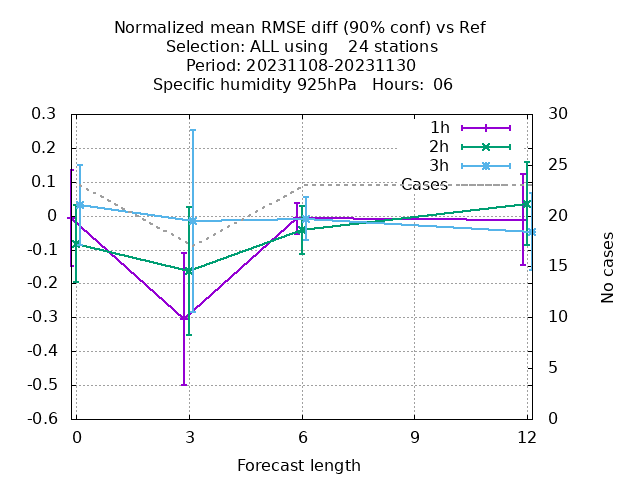 Normalized mean RMSE diff (90% conf) vs Ref
Selection: ALL using    24 stations
Period: 20231108-20231130
Specific humidity 925hPa   Hours:  06
0.3
0.2
0.1
0
-0.1
-0.2
-0.3
-0.4
-0.5
-0.6
1h
2h
3h
Cases
30
25
20
15
10
5
0
No cases
0
3
6
9
12
Forecast length